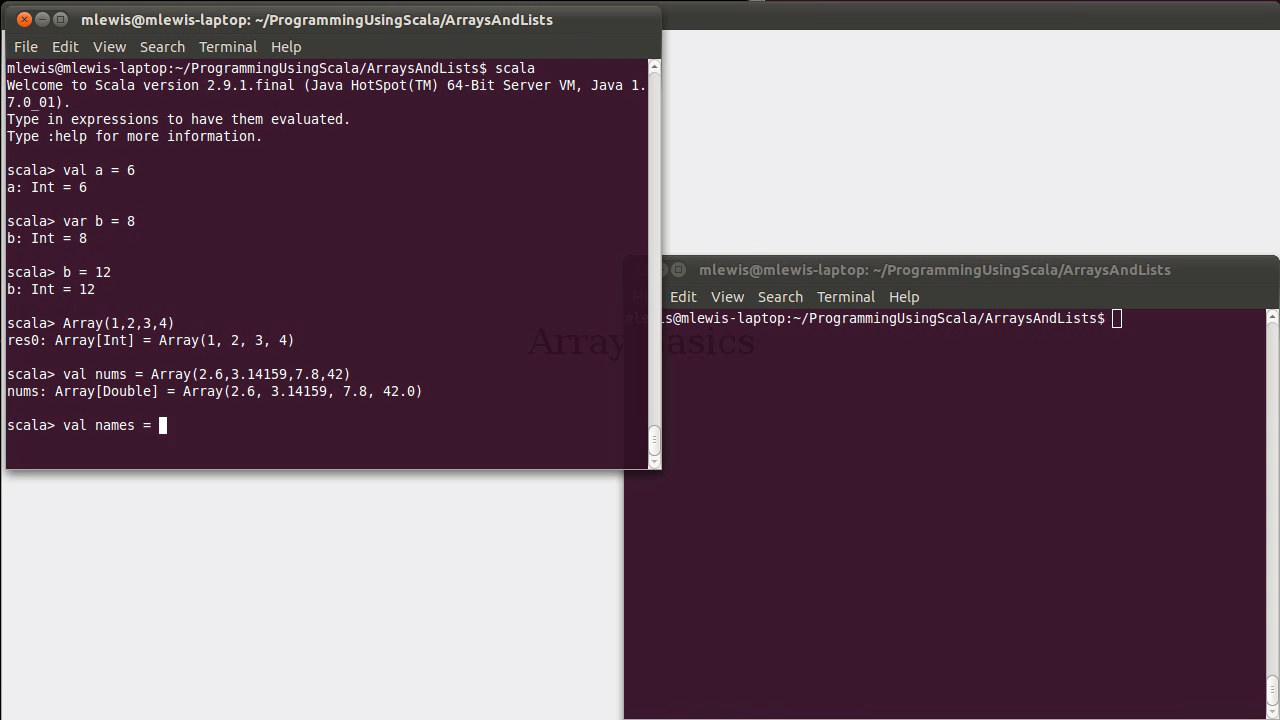 mlewis@mlewis-laptop: ~/ProgrammingUsingScala/ArraysAndLists
File Edit View Search Terminal Help
mlewis@mlewis-laptop:~/ProgrammingUsingScala/ArraysAndLists$ scala
Welcome to Scala version 2.9.1.final (Java HotSpot(TM) 64-Bit Server VM, Java 1.
7.0_01).
Type in expressions to have them evaluated.
Type :help for more information.
scala> val a = 6
a: Int = 6
scala> var b = 8
b: Int = 8
scala> b = 12
b: Int = 12
scala> Array(1,2,3,4)
res0: Array[Int] = Array(1, 2, 3, 4)
scala> val nums = Array(2.6,3.14159,7.8,42)
nums: Array[Double] = Array(2.6, 3.14159, 7.8, 42.0)
scala> val names =
mlewis@mlewis-laptop: ~/ProgrammingUsingScala/ArraysAndLists
Edit View Search Terminal Help
mlewis@mlewis-laptop:~/ProgrammingUsingScala/ArraysAndLists$
Array Basics